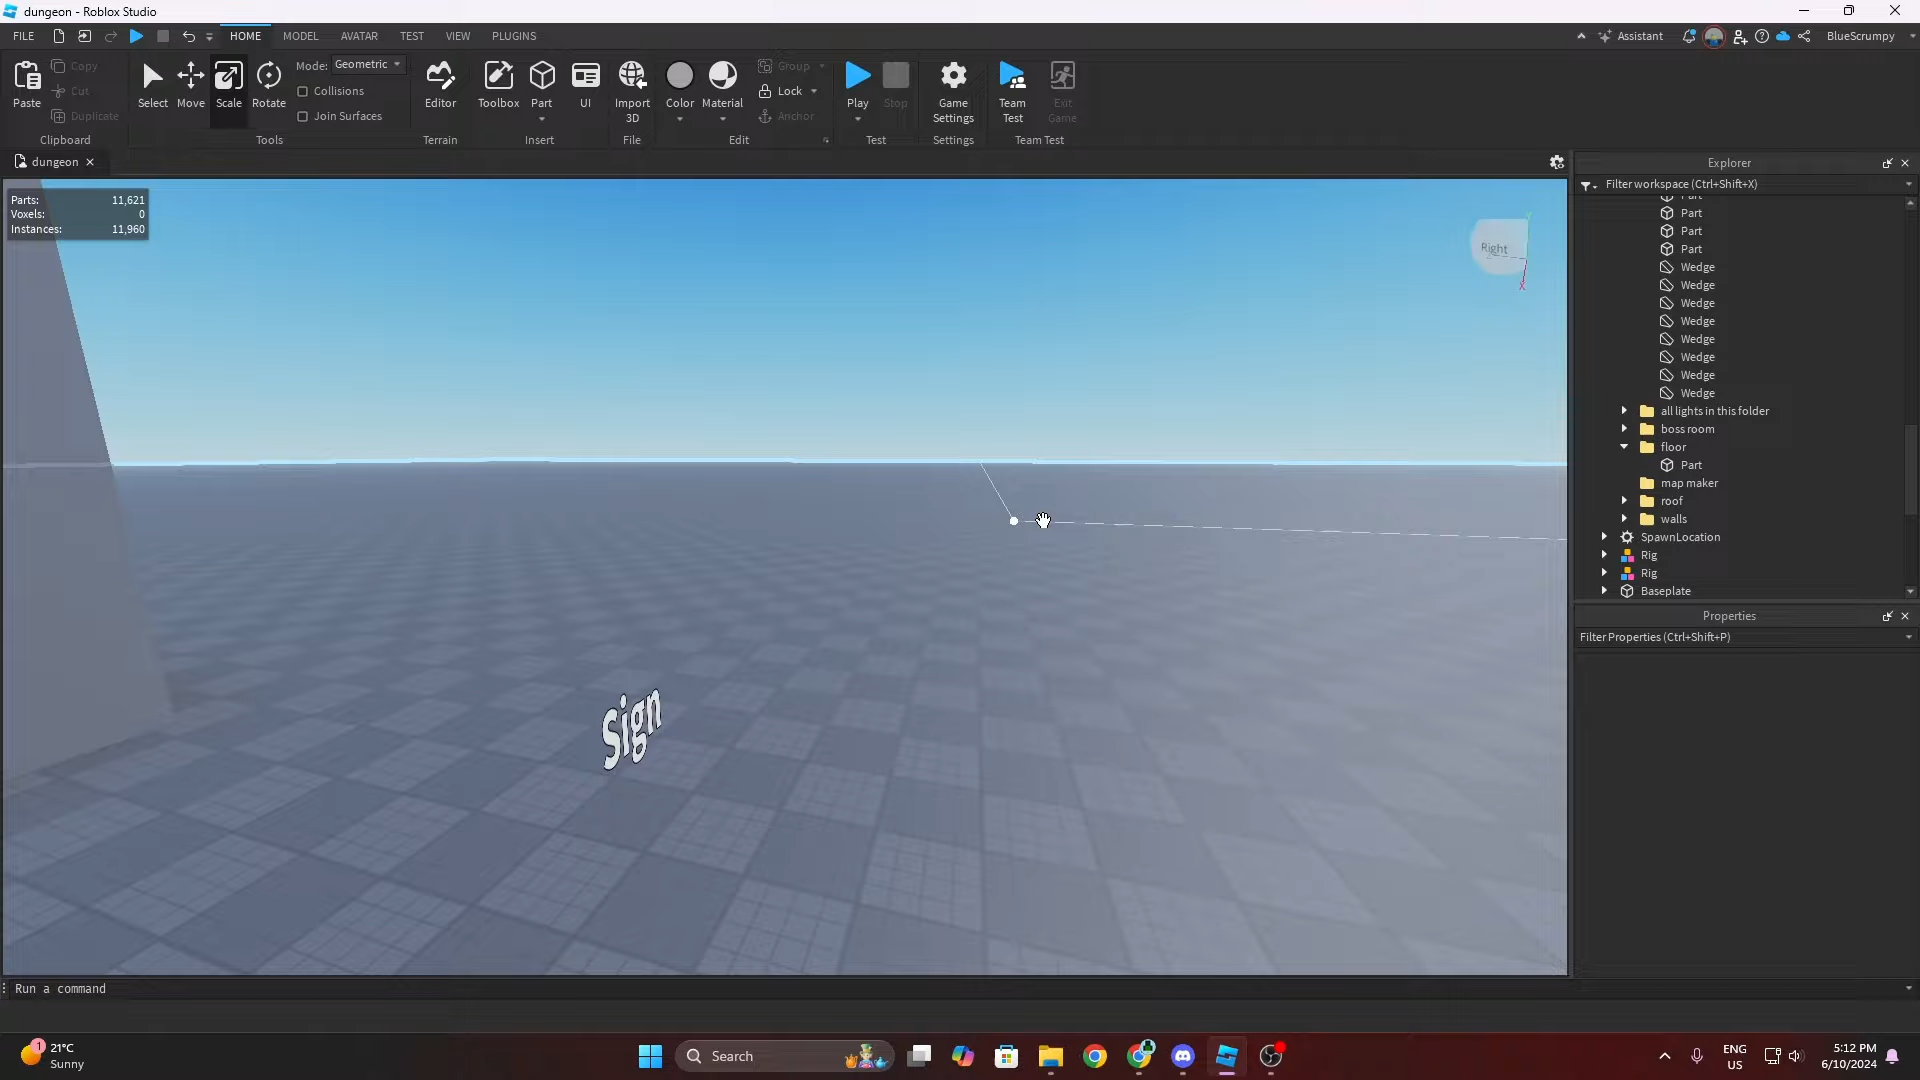 dungeon - Roblox Studio
FILE HOME MODEL AVATAR TEST VIEW PLUGINS Assistant BlueScrumpy
Paste Copy Cut Duplicate Clipboard
Select Move Scale Rotate Mode: Geometric Collisions Join Surfaces Tools
Editor Terrain
Toolbox Part UI Insert
Import 3D File
Color Material Group Lock Anchor Edit
Play Stop Test
Game Settings Settings
Team Test Exit Game Team Test
dungeon
Parts: 11,621
Voxels: 0
Instances: 11,960
Right
Y
X
Sign
Explorer
Filter workspace (Ctrl+Shift+X)
Part
Part
Part
Part
Wedge
Wedge
Wedge
Wedge
Wedge
Wedge
Wedge
Wedge
all lights in this folder
boss room
floor
Part
map maker
roof
walls
SpawnLocation
Rig
Rig
Baseplate
Properties
Filter Properties (Ctrl+Shift+P)
Run a command
1
21°C
Sunny
Search
ENG
US
5:12 PM
6/10/2024